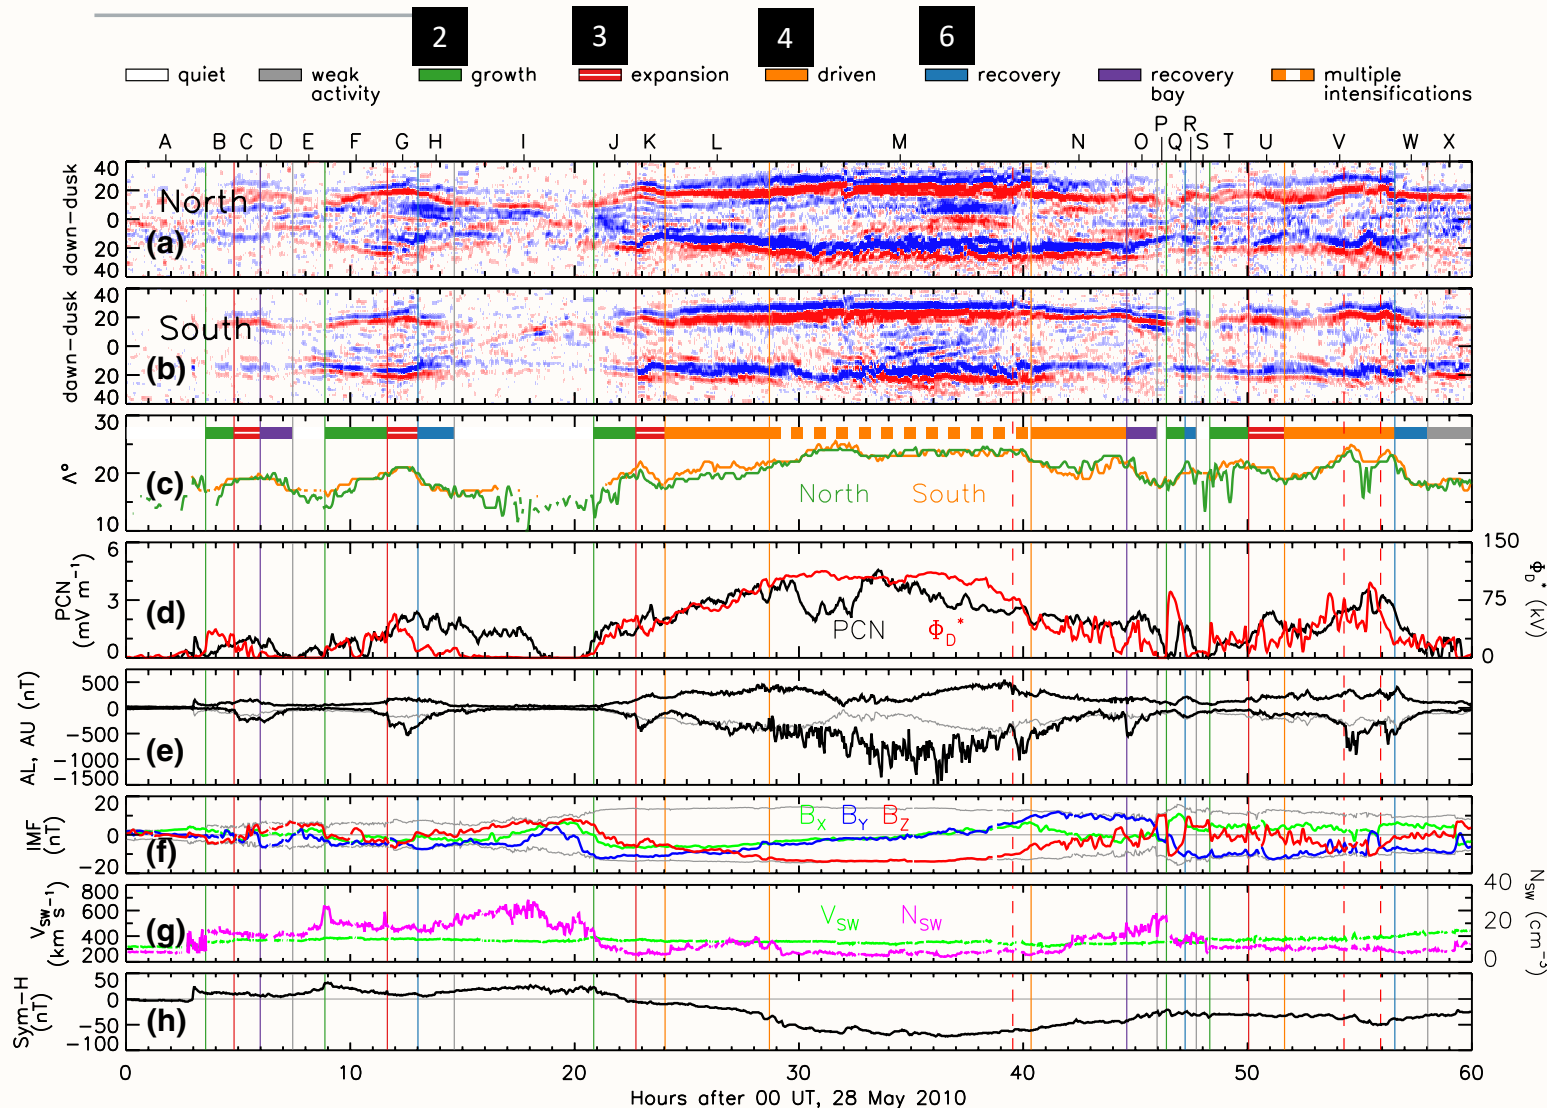 2 3 4 6
quiet weak activity growth expansion driven recovery recovery bay multiple intensifications
A B C D E F G H I J K L M N O P Q R S T U V W X
dawn-dusk
40 20 0 20 40
North
(a)
dawn-dusk
40 20 0 20 40
South
(b)
Λ°
30 20 10
(c)
North South
PCN (mV m⁻¹)
6 3 0
(d)
PCN Φ_D*
150 75 0
Φ_D* (kV)
AL, AU (nT)
500 0 -500 -1000 -1500
(e)
IMF (nT)
20 0 -20
(f)
B_X B_Y B_Z
V_SW (km s⁻¹)
800 600 400 200
(g)
V_SW N_SW
40 20 0
N_SW (cm⁻³)
Sym-H (nT)
50 0 -50 -100
(h)
0 10 20 30 40 50 60
Hours after 00 UT, 28 May 2010